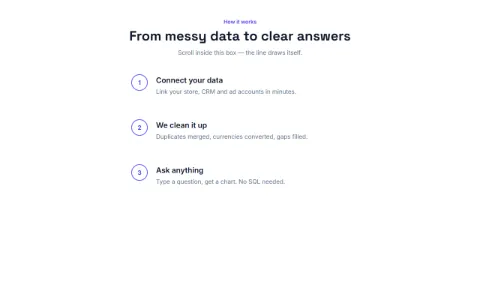 How it works
From messy data to clear answers
Scroll inside this box — the line draws itself.
1
Connect your data
Link your store, CRM and ad accounts in minutes.
2
We clean it up
Duplicates merged, currencies converted, gaps filled.
3
Ask anything
Type a question, get a chart. No SQL needed.